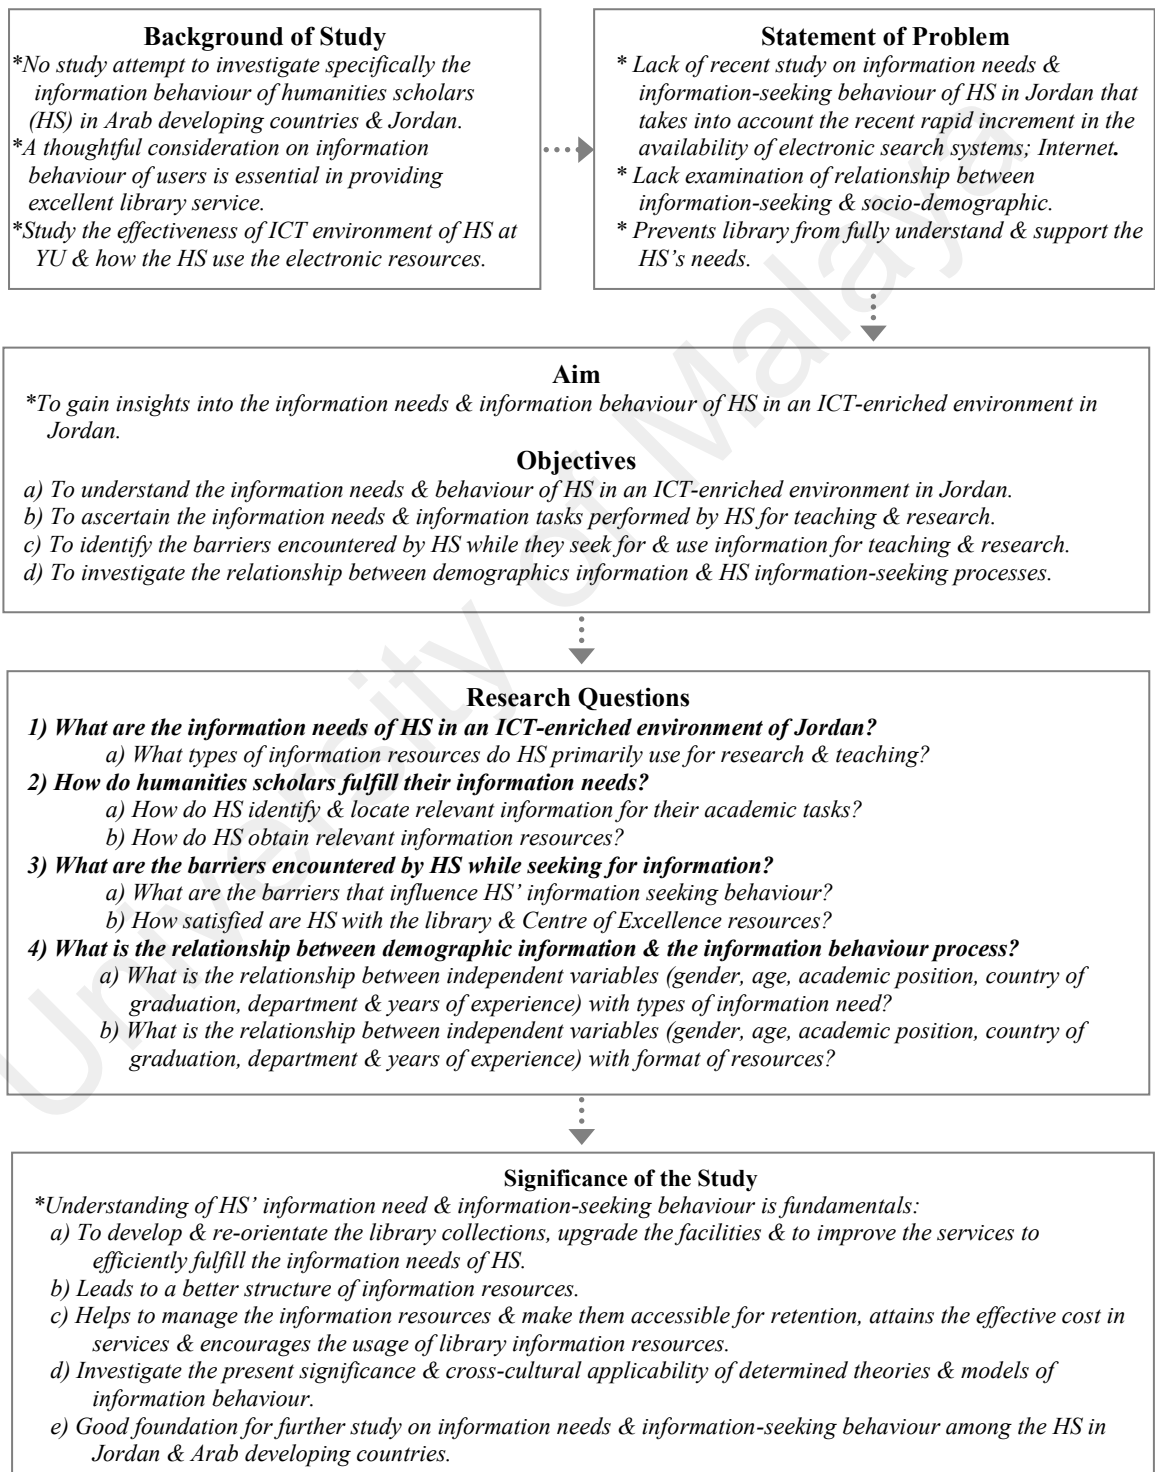 Background of Study
*No study attempt to investigate specifically the
information behaviour of humanities scholars
(HS) in Arab developing countries & Jordan.
*A thoughtful consideration on information
behaviour of users is essential in providing
excellent library service.
*Study the effectiveness of ICT environment of HS at
YU & how the HS use the electronic resources.
Statement of Problem
* Lack of recent study on information needs &
information-seeking behaviour of HS in Jordan that
takes into account the recent rapid increment in the
availability of electronic search systems; Internet.
* Lack examination of relationship between
information-seeking & socio-demographic.
* Prevents library from fully understand & support the
HS's needs.
Aim
*To gain insights into the information needs & information behaviour of HS in an ICT-enriched environment in
Jordan.
Objectives
a) To understand the information needs & behaviour of HS in an ICT-enriched environment in Jordan.
b) To ascertain the information needs & information tasks performed by HS for teaching & research.
c) To identify the barriers encountered by HS while they seek for & use information for teaching & research.
d) To investigate the relationship between demographics information & HS information-seeking processes.
Research Questions
1) What are the information needs of HS in an ICT-enriched environment of Jordan?
a) What types of information resources do HS primarily use for research & teaching?
2) How do humanities scholars fulfill their information needs?
a) How do HS identify & locate relevant information for their academic tasks?
b) How do HS obtain relevant information resources?
3) What are the barriers encountered by HS while seeking for information?
a) What are the barriers that influence HS' information seeking behaviour?
b) How satisfied are HS with the library & Centre of Excellence resources?
4) What is the relationship between demographic information & the information behaviour process?
a) What is the relationship between independent variables (gender, age, academic position, country of
graduation, department & years of experience) with types of information need?
b) What is the relationship between independent variables (gender, age, academic position, country of
graduation, department & years of experience) with format of resources?
Significance of the Study
*Understanding of HS' information need & information-seeking behaviour is fundamentals:
a) To develop & re-orientate the library collections, upgrade the facilities & to improve the services to
efficiently fulfill the information needs of HS.
b) Leads to a better structure of information resources.
c) Helps to manage the information resources & make them accessible for retention, attains the effective cost in
services & encourages the usage of library information resources.
d) Investigate the present significance & cross-cultural applicability of determined theories & models of
information behaviour.
e) Good foundation for further study on information needs & information-seeking behaviour among the HS in
Jordan & Arab developing countries.
University of Malaya